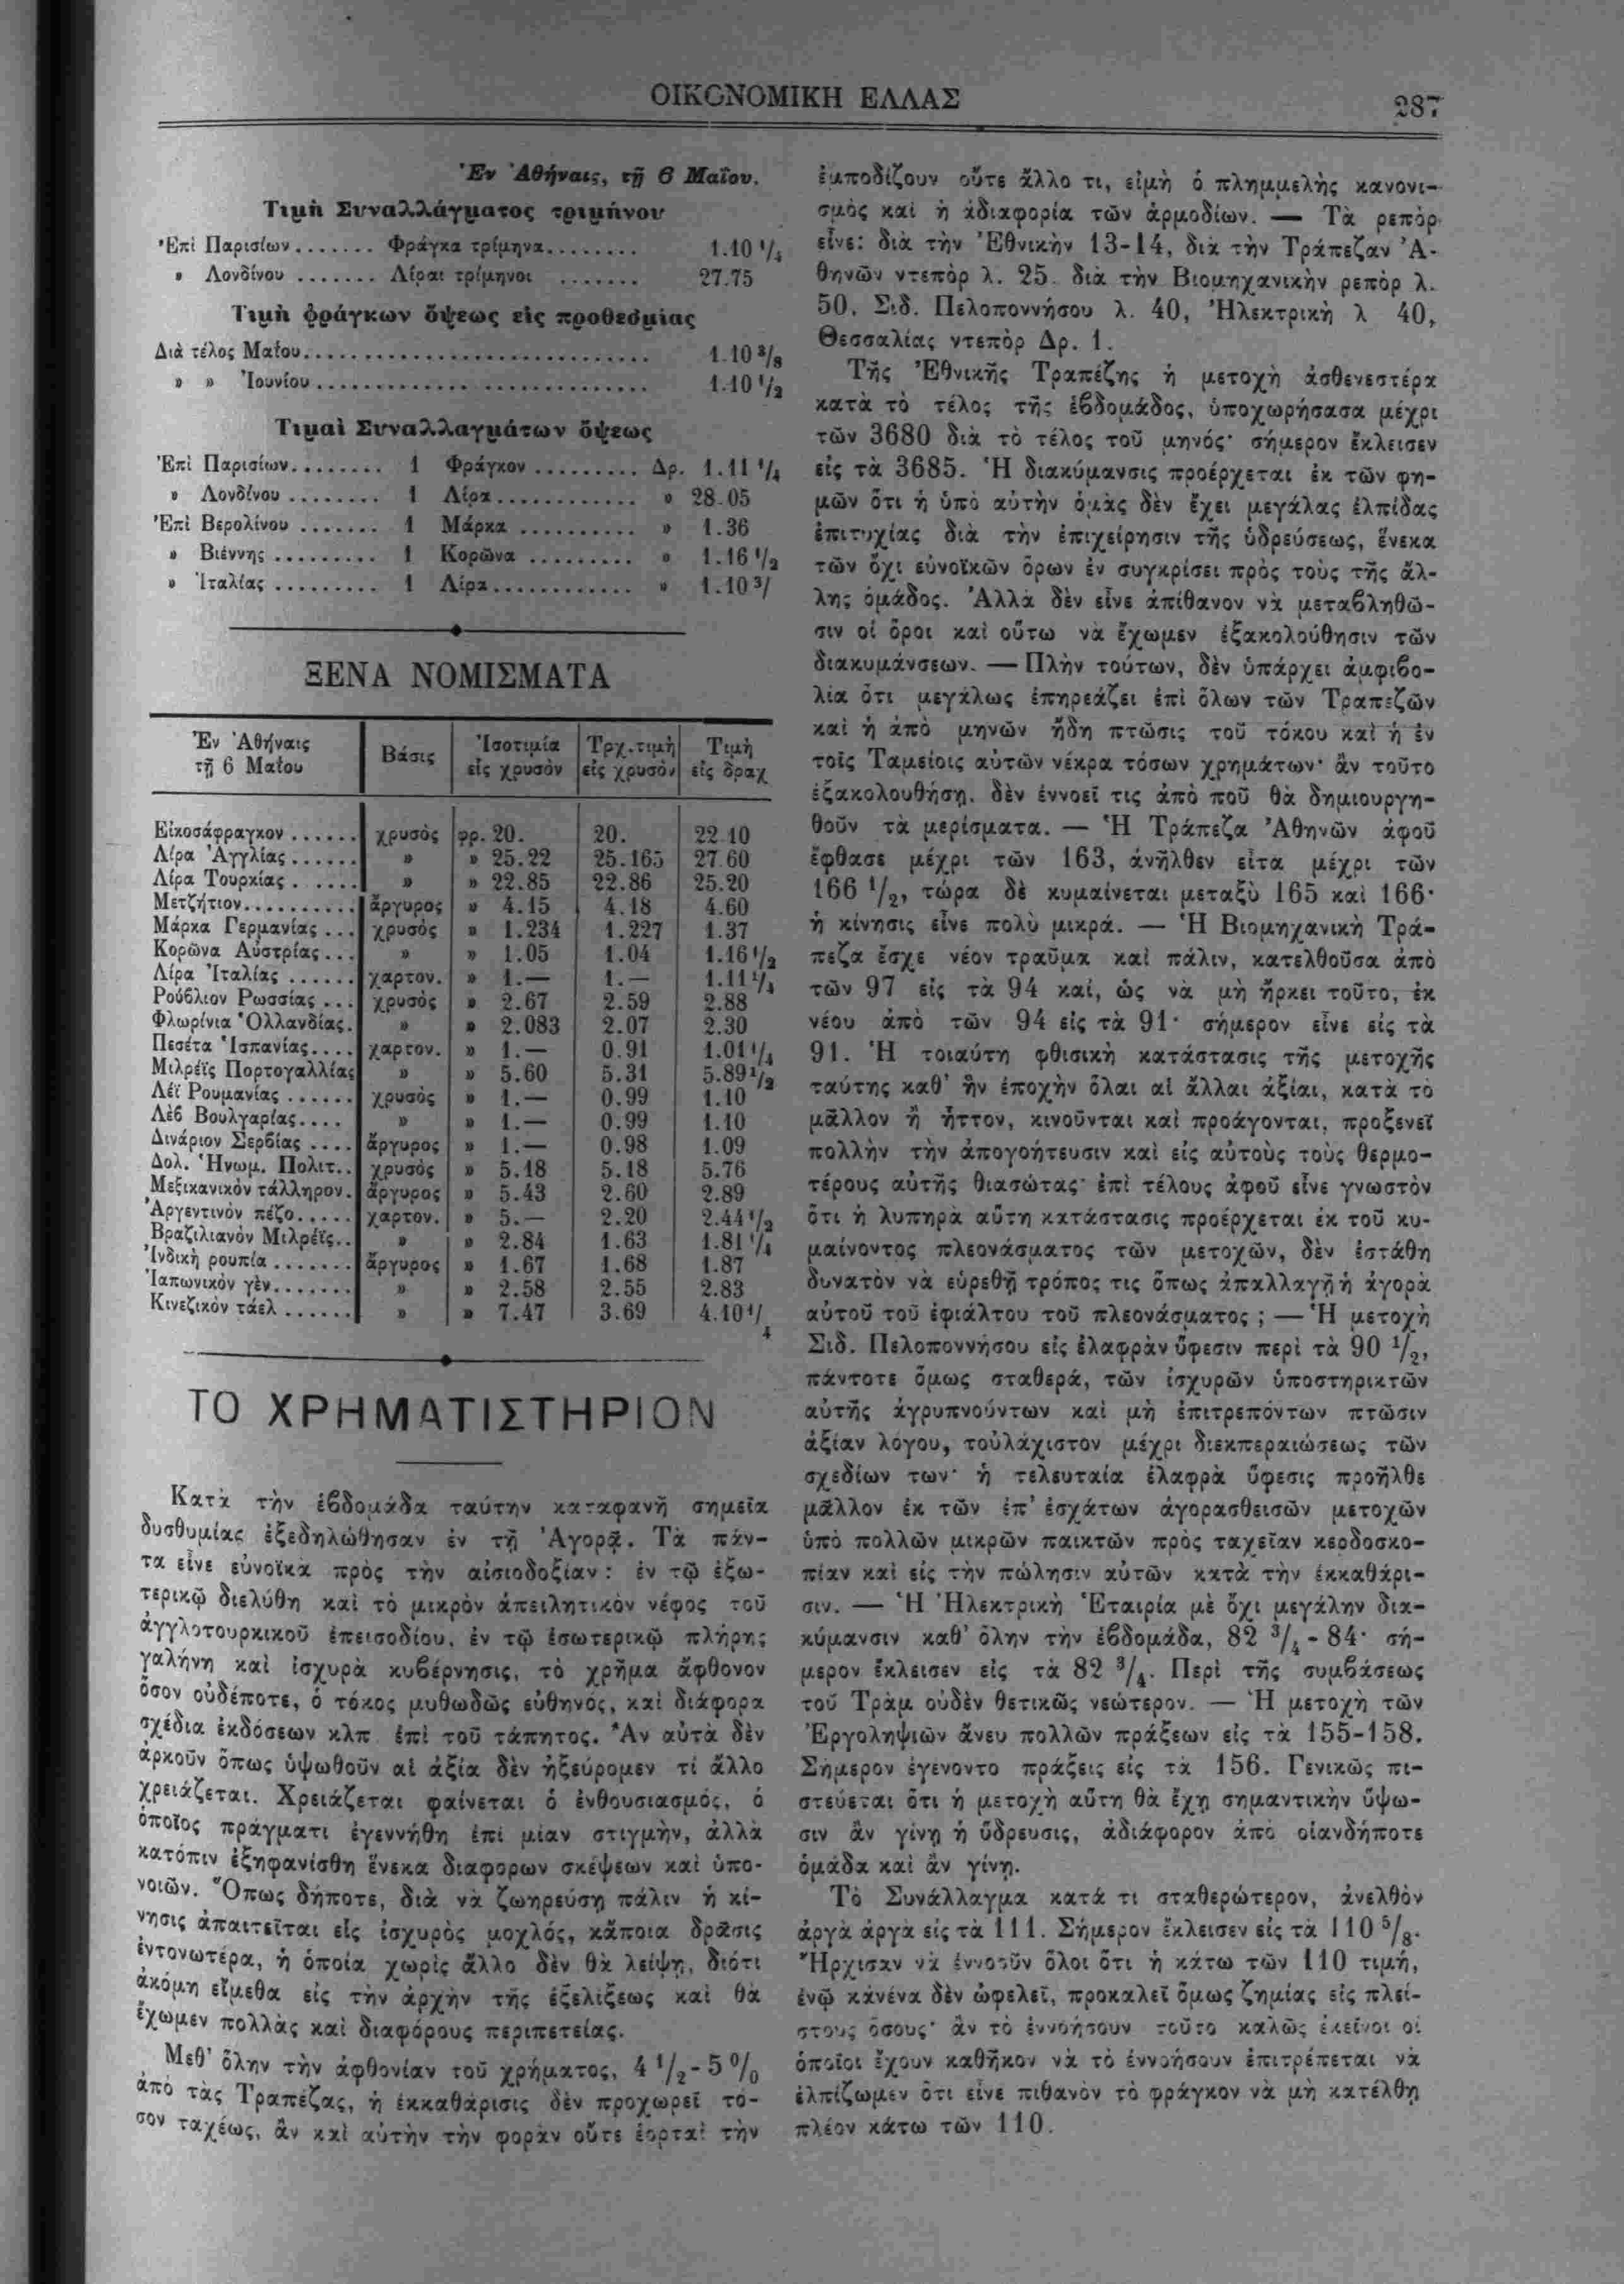 ΟΙΚΟΝΟΜΙΚΗ ΕΛΛΑΣ
287
Ἐν Ἀθήναις, τῇ 6 Μαΐου.
Τιμὴ Συναλλάγματος τριμήνου
Ἐπὶ Παρισίων....... Φράγκα τρίμηνα........ 1.10 1/4
» Λονδίνου ....... Λίραι τρίμηνοι ....... 27.75
Τιμὴ φράγκων ὄψεως εἰς προθεσμίας
Διὰ τέλος Μαΐου.............................. 1.10 3/8
» » Ἰουνίου .............................. 1.10 1/2
Τιμαὶ Συναλλαγμάτων ὄψεως
Ἐπὶ Παρισίων........ 1 Φράγκον ......... Δρ. 1.11 1/4
» Λονδίνου ........ 1 Λίρα............ » 28.05
Ἐπὶ Βερολίνου ....... 1 Μάρκα .......... » 1.36
» Βιέννης ......... 1 Κορῶνα ......... » 1.16 1/2
» Ἰταλίας ......... 1 Λίρα............ » 1.10 3/
ΞΕΝΑ ΝΟΜΙΣΜΑΤΑ
Ἐν Ἀθήναις τῇ 6 Μαΐου | Βάσις | Ἰσοτιμία εἰς χρυσὸν | Τρχ. τιμὴ εἰς χρυσὸν | Τιμὴ εἰς δραχ
Εἰκοσάφραγκον ...... χρυσὸς φρ. 20. 20. 22 10
Λίρα Ἀγγλίας ...... » » 25.22 25.165 27 60
Λίρα Τουρκίας ...... » » 22.85 22.86 25.20
Μετζήτιον.......... ἄργυρος » 4.15 4.18 4.60
Μάρκα Γερμανίας ... χρυσὸς » 1.234 1.227 1.37
Κορῶνα Αὐστρίας... » » 1.05 1.04 1.16 1/2
Λίρα Ἰταλίας ...... χαρτον. » 1.— 1.— 1.11 1/4
Ρούβλιον Ρωσσίας ... χρυσὸς » 2.67 2.59 2.88
Φλωρίνια Ὁλλανδίας. » » 2.083 2.07 2.30
Πεσέτα Ἱσπανίας.... χαρτον. » 1.— 0.91 1.01 1/4
Μιλρέϊς Πορτογαλλίας » » 5.60 5.31 5.89 1/2
Λέϊ Ρουμανίας ...... χρυσὸς » 1.— 0.99 1.10
Λὲβ Βουλγαρίας.... » » 1.— 0.99 1.10
Δινάριον Σερβίας .... ἄργυρος » 1.— 0.98 1.09
Δολ. Ἡνωμ. Πολιτ.. χρυσὸς » 5.18 5.18 5.76
Μεξικανικὸν τάλληρον. ἄργυρος » 5.43 2.60 2.89
Ἀργεντινὸν πέζο..... χαρτον. » 5.— 2.20 2.44 1/2
Βραζιλιανὸν Μιλρέϊς.. » » 2.84 1.63 1.81 1/4
Ἰνδικὴ ρουπία ....... ἄργυρος » 1.67 1.68 1.87
Ἰαπωνικὸν γὲν....... » » 2.58 2.55 2.83
Κινεζικὸν τάελ ...... » » 7.47 3.69 4.10 1/4
ΤΟ ΧΡΗΜΑΤΙΣΤΗΡΙΟΝ
Κατὰ τὴν ἑβδομάδα ταύτην καταφανῆ σημεῖα
δυσθυμίας ἐξεδηλώθησαν ἐν τῇ Ἀγορᾷ. Τὰ πάν-
τα εἶνε εὐνοϊκὰ πρὸς τὴν αἰσιοδοξίαν: ἐν τῷ ἐξω-
τερικῷ διελύθη καὶ τὸ μικρὸν ἀπειλητικὸν νέφος τοῦ
ἀγγλοτουρκικοῦ ἐπεισοδίου, ἐν τῷ ἐσωτερικῷ πλήρης
γαλήνη καὶ ἰσχυρὰ κυβέρνησις, τὸ χρῆμα ἄφθονον
ὅσον οὐδέποτε, ὁ τόκος μυθωδῶς εὐθηνός, καὶ διάφορα
σχέδια ἐκδόσεων κλπ ἐπὶ τοῦ τάπητος. Ἂν αὐτὰ δὲν
ἀρκοῦν ὅπως ὑψωθοῦν αἱ ἀξία δὲν ἠξεύρομεν τί ἄλλο
χρειάζεται. Χρειάζεται φαίνεται ὁ ἐνθουσιασμός, ὁ
ὁποῖος πράγματι ἐγεννήθη ἐπὶ μίαν στιγμήν, ἀλλὰ
κατόπιν ἐξηφανίσθη ἕνεκα διαφορων σκέψεων καὶ ὑπο-
νοιῶν. Ὅπως δήποτε, διὰ νὰ ζωηρεύσῃ πάλιν ἡ κί-
νησις ἀπαιτεῖται εἷς ἰσχυρὸς μοχλός, κἄποια δρᾶσις
ἐντονωτέρα, ἡ ὁποία χωρὶς ἄλλο δὲν θὰ λείψῃ, διότι
ἀκόμη εἴμεθα εἰς τὴν ἀρχὴν τῆς ἐξελίξεως καὶ θὰ
ἔχωμεν πολλὰς καὶ διαφόρους περιπετείας.
Μεθ' ὅλην τὴν ἀφθονίαν τοῦ χρήματος, 4 1/2 - 5 0/0
ἀπὸ τὰς Τραπέζας, ἡ ἐκκαθάρισις δὲν προχωρεῖ τό-
σον ταχέως, ἂν καὶ αὐτὴν τὴν φορὰν οὔτε ἑορταὶ τὴν
ἐμποδίζουν οὔτε ἄλλο τι, εἰμὴ ὁ πλημμελὴς κανονι-
σμὸς καὶ ἡ ἀδιαφορία τῶν ἁρμοδίων. — Τὰ ρεπὸρ
εἶνε: διὰ τὴν Ἐθνικὴν 13-14, διὰ τὴν Τράπεζαν Ἀ-
θηνῶν ντεπὸρ λ. 25. διὰ τὴν Βιομηχανικὴν ρεπὸρ λ.
50, Σιδ. Πελοποννήσου λ. 40, Ἠλεκτρικὴ λ 40,
Θεσσαλίας ντεπὸρ Δρ. 1.
Τῆς Ἐθνικῆς Τραπέζης ἡ μετοχὴ ἀσθενεστέρα
κατὰ τὸ τέλος τῆς ἑβδομάδος, ὑποχωρήσασα μέχρι
τῶν 3680 διὰ τὸ τέλος τοῦ μηνός· σήμερον ἔκλεισεν
εἰς τὰ 3685. Ἡ διακύμανσις προέρχεται ἐκ τῶν φη-
μῶν ὅτι ἡ ὑπὸ αὐτὴν ὁμὰς δὲν ἔχει μεγάλας ἐλπίδας
ἐπιτυχίας διὰ τὴν ἐπιχείρησιν τῆς ὑδρεύσεως, ἕνεκα
τῶν ὄχι εὐνοϊκῶν ὅρων ἐν συγκρίσει πρὸς τοὺς τῆς ἄλ-
λης ὁμάδος. Ἀλλὰ δὲν εἶνε ἀπίθανον νὰ μεταβληθῶ-
σιν οἱ ὅροι καὶ οὕτω νὰ ἔχωμεν ἐξακολούθησιν τῶν
διακυμάνσεων. — Πλὴν τούτων, δὲν ὑπάρχει ἀμφιβο-
λία ὅτι μεγάλως ἐπηρεάζει ἐπὶ ὅλων τῶν Τραπεζῶν
καὶ ἡ ἀπὸ μηνῶν ἤδη πτῶσις τοῦ τόκου καὶ ἡ ἐν
τοῖς Ταμείοις αὐτῶν νέκρα τόσων χρημάτων· ἂν τοῦτο
ἐξακολουθήσῃ, δὲν ἐννοεῖ τις ἀπὸ ποῦ θὰ δημιουργη-
θοῦν τὰ μερίσματα. — Ἡ Τράπεζα Ἀθηνῶν ἀφοῦ
ἔφθασε μέχρι τῶν 163, ἀνῆλθεν εἶτα μέχρι τῶν
166 1/2, τώρα δὲ κυμαίνεται μεταξὺ 165 καὶ 166·
ἡ κίνησις εἶνε πολὺ μικρά. — Ἡ Βιομηχανικὴ Τρά-
πεζα ἔσχε νέον τραῦμα καὶ πάλιν, κατελθοῦσα ἀπὸ
τῶν 97 εἰς τὰ 94 καί, ὡς νὰ μὴ ἤρκει τοῦτο, ἐκ
νέου ἀπὸ τῶν 94 εἰς τὰ 91· σήμερον εἶνε εἰς τὰ
91. Ἡ τοιαύτη φθισικὴ κατάστασις τῆς μετοχῆς
ταύτης καθ' ἣν ἐποχὴν ὅλαι αἱ ἄλλαι ἀξίαι, κατὰ τὸ
μᾶλλον ἢ ἧττον, κινοῦνται καὶ προάγονται, προξενεῖ
πολλὴν τὴν ἀπογοήτευσιν καὶ εἰς αὐτοὺς τοὺς θερμο-
τέρους αὐτῆς θιασώτας· ἐπὶ τέλους ἀφοῦ εἶνε γνωστὸν
ὅτι ἡ λυπηρὰ αὕτη κατάστασις προέρχεται ἐκ τοῦ κυ-
μαίνοντος πλεονάσματος τῶν μετοχῶν, δὲν ἐστάθη
δυνατὸν νὰ εὑρεθῇ τρόπος τις ὅπως ἀπαλλαγῇ ἡ ἀγορὰ
αὐτοῦ τοῦ ἐφιάλτου τοῦ πλεονάσματος ; — Ἡ μετοχὴ
Σιδ. Πελοποννήσου εἰς ἐλαφρὰν ὕφεσιν περὶ τὰ 90 1/2,
πάντοτε ὅμως σταθερά, τῶν ἰσχυρῶν ὑποστηρικτῶν
αὐτῆς ἀγρυπνούντων καὶ μὴ ἐπιτρεπόντων πτῶσιν
ἀξίαν λόγου, τοὐλάχιστον μέχρι διεκπεραιώσεως τῶν
σχεδίων των· ἡ τελευταία ἐλαφρὰ ὕφεσις προῆλθε
μᾶλλον ἐκ τῶν ἐπ' ἐσχάτων ἀγορασθεισῶν μετοχῶν
ὑπὸ πολλῶν μικρῶν παικτῶν πρὸς ταχεῖαν κερδοσκο-
πίαν καὶ εἰς τὴν πώλησιν αὐτῶν κατὰ τὴν ἐκκαθάρι-
σιν. — Ἡ Ἠλεκτρικὴ Ἑταιρία μὲ ὄχι μεγάλην δια-
κύμανσιν καθ' ὅλην τὴν ἑβδομάδα, 82 3/4 - 84· σή-
μερον ἔκλεισεν εἰς τὰ 82 3/4. Περὶ τῆς συμβάσεως
τοῦ Τρὰμ οὐδὲν θετικῶς νεώτερον. — Ἡ μετοχὴ τῶν
Ἐργοληψιῶν ἄνευ πολλῶν πράξεων εἰς τὰ 155-158.
Σήμερον ἐγένοντο πράξεις εἰς τὰ 156. Γενικῶς πι-
στεύεται ὅτι ἡ μετοχὴ αὕτη θὰ ἔχῃ σημαντικὴν ὕψω-
σιν ἂν γίνῃ ἡ ὕδρευσις, ἀδιάφορον ἀπὸ οἱανδήποτε
ὁμάδα καὶ ἂν γίνῃ.
Τὸ Συνάλλαγμα κατά τι σταθερώτερον, ἀνελθὸν
ἀργὰ ἀργὰ εἰς τὰ 111. Σήμερον ἔκλεισεν εἰς τὰ 110 5/8.
Ἤρχισαν νὰ ἐννοοῦν ὅλοι ὅτι ἡ κάτω τῶν 110 τιμή,
ἐνῷ κἀνένα δὲν ὠφελεῖ, προκαλεῖ ὅμως ζημίας εἰς πλεί-
στους ὅσους· ἂν τὸ ἐννοήσουν τοῦτο καλῶς ἐκεῖνοι οἱ
ὁποῖοι ἔχουν καθῆκον νὰ τὸ ἐννοήσουν ἐπιτρέπεται νὰ
ἐλπίζωμεν ὅτι εἶνε πιθανὸν τὸ φράγκον νὰ μὴ κατέλθῃ
πλέον κάτω τῶν 110.